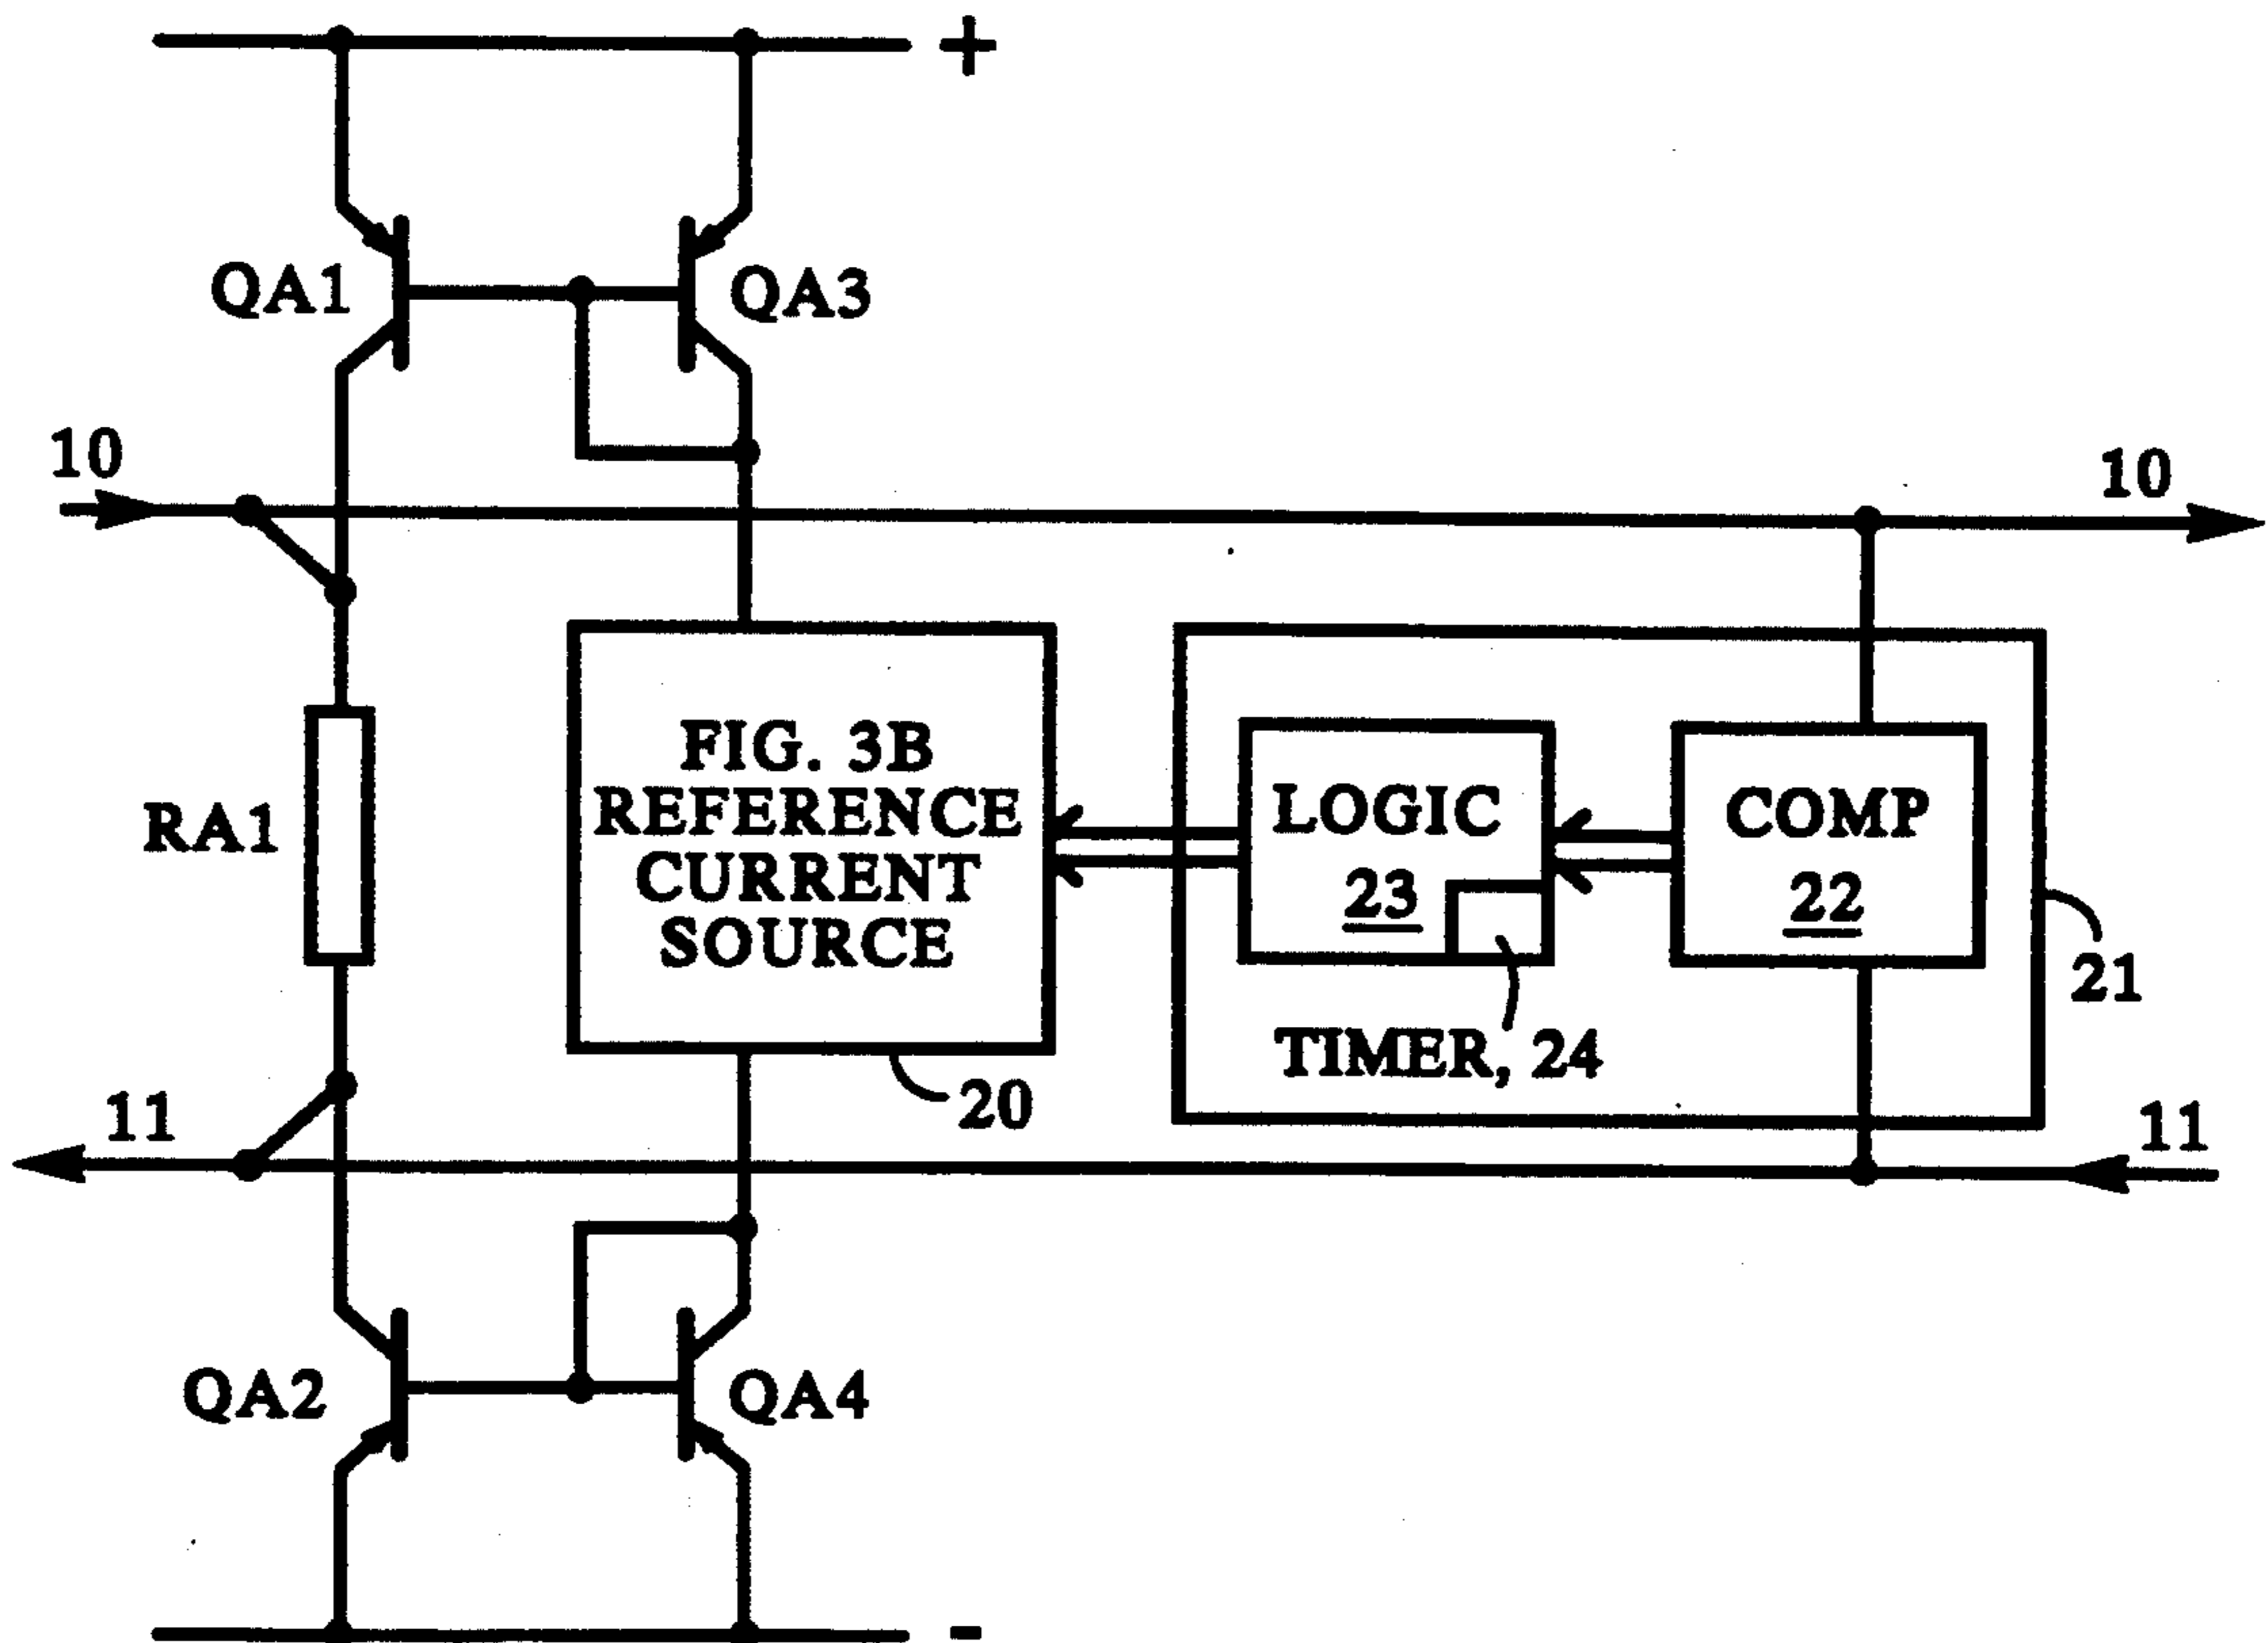 +
QA1
QA3
10
10
FIG. 3B
REFERENCE
CURRENT
SOURCE
RA1
LOGIC
23
COMP
22
21
TIMER, 24
20
11
11
QA2
QA4
-